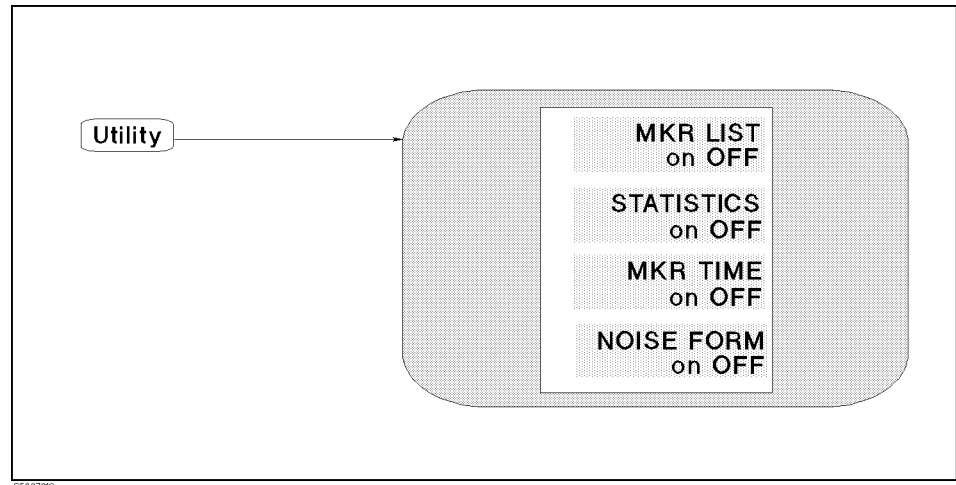 Utility
MKR LIST
on OFF
STATISTICS
on OFF
MKR TIME
on OFF
NOISE FORM
on OFF